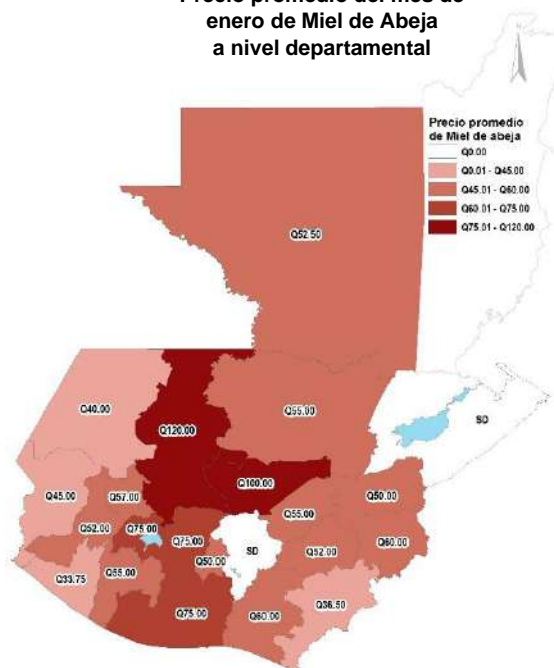 Precio promedio del mes de
enero de Miel de Abeja
a nivel departamental
Precio promedio
de Miel de abeja
Q0.00
Q0.01 - Q45.00
Q45.01 - Q60.00
Q60.01 - Q75.00
Q75.01 - Q120.00
Q52.50
Q40.00
Q55.00
SD
Q120.00
Q100.00
Q45.00
Q57.00
Q50.00
Q55.00
Q52.00
Q75.00
Q75.00
SD
Q52.00
Q60.00
Q50.00
Q33.75
Q55.00
Q36.50
Q75.00
Q60.00